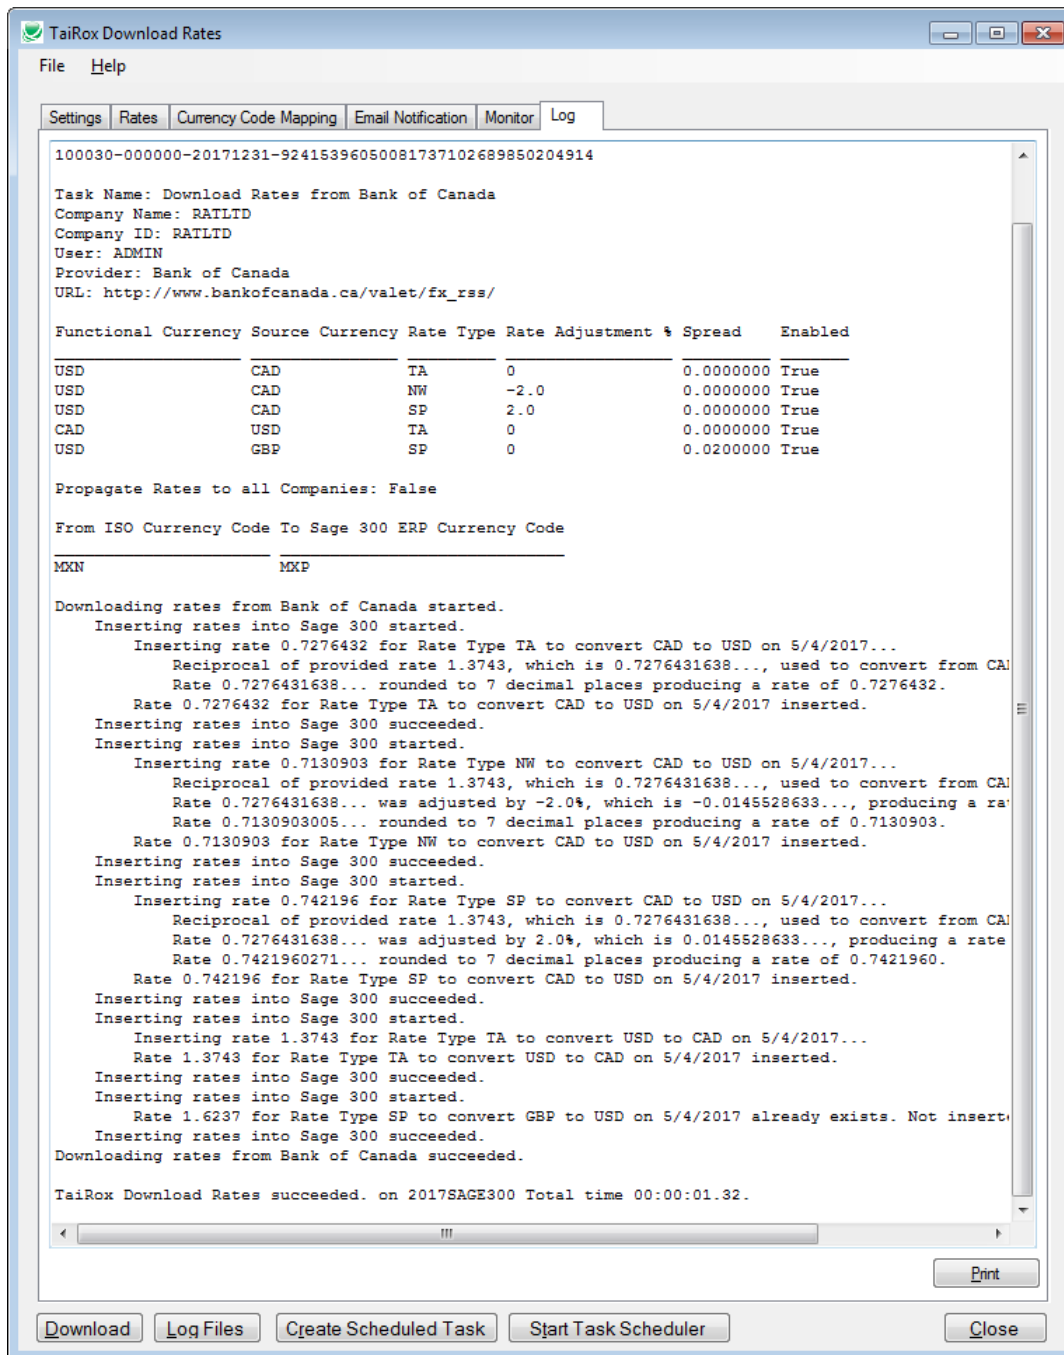 TaiRox Download Rates
File Help
Settings Rates Currency Code Mapping Email Notification Monitor Log
100030-000000-20171231-924153960500817371026898502049​14
Task Name: Download Rates from Bank of Canada
Company Name: RATLTD
Company ID: RATLTD
User: ADMIN
Provider: Bank of Canada
URL: http://www.bankofcanada.ca/valet/fx_rss/
Functional Currency Source Currency Rate Type Rate Adjustment % Spread Enabled
USD CAD TA 0 0.0000000 True
USD CAD NW -2.0 0.0000000 True
USD CAD SP 2.0 0.0000000 True
CAD USD TA 0 0.0000000 True
USD GBP SP 0 0.0200000 True
Propagate Rates to all Companies: False
From ISO Currency Code To Sage 300 ERP Currency Code
MXN MXP
Downloading rates from Bank of Canada started.
Inserting rates into Sage 300 started.
Inserting rate 0.7276432 for Rate Type TA to convert CAD to USD on 5/4/2017...
Reciprocal of provided rate 1.3743, which is 0.7276431638..., used to convert from
Rate 0.7276431638... rounded to 7 decimal places producing a rate of 0.7276432.
Rate 0.7276432 for Rate Type TA to convert CAD to USD on 5/4/2017 inserted.
Inserting rates into Sage 300 succeeded.
Inserting rates into Sage 300 started.
Inserting rate 0.7130903 for Rate Type NW to convert CAD to USD on 5/4/2017...
Reciprocal of provided rate 1.3743, which is 0.7276431638..., used to convert from
Rate 0.7276431638... was adjusted by -2.0%, which is -0.0145528633..., producing a
Rate 0.7130903005... rounded to 7 decimal places producing a rate of 0.7130903.
Rate 0.7130903 for Rate Type NW to convert CAD to USD on 5/4/2017 inserted.
Inserting rates into Sage 300 succeeded.
Inserting rates into Sage 300 started.
Inserting rate 0.742196 for Rate Type SP to convert CAD to USD on 5/4/2017...
Reciprocal of provided rate 1.3743, which is 0.7276431638..., used to convert from
Rate 0.7276431638... was adjusted by 2.0%, which is 0.0145528633..., producing a rate
Rate 0.7421960271... rounded to 7 decimal places producing a rate of 0.7421960.
Rate 0.742196 for Rate Type SP to convert CAD to USD on 5/4/2017 inserted.
Inserting rates into Sage 300 succeeded.
Inserting rates into Sage 300 started.
Inserting rate 1.3743 for Rate Type TA to convert USD to CAD on 5/4/2017...
Rate 1.3743 for Rate Type TA to convert USD to CAD on 5/4/2017 inserted.
Inserting rates into Sage 300 succeeded.
Inserting rates into Sage 300 started.
Rate 1.6237 for Rate Type SP to convert GBP to USD on 5/4/2017 already exists. Not
Inserting rates into Sage 300 succeeded.
Downloading rates from Bank of Canada succeeded.
TaiRox Download Rates succeeded. on 2017SAGE300 Total time 00:00:01.32.
Print
Download Log Files Create Scheduled Task Start Task Scheduler Close